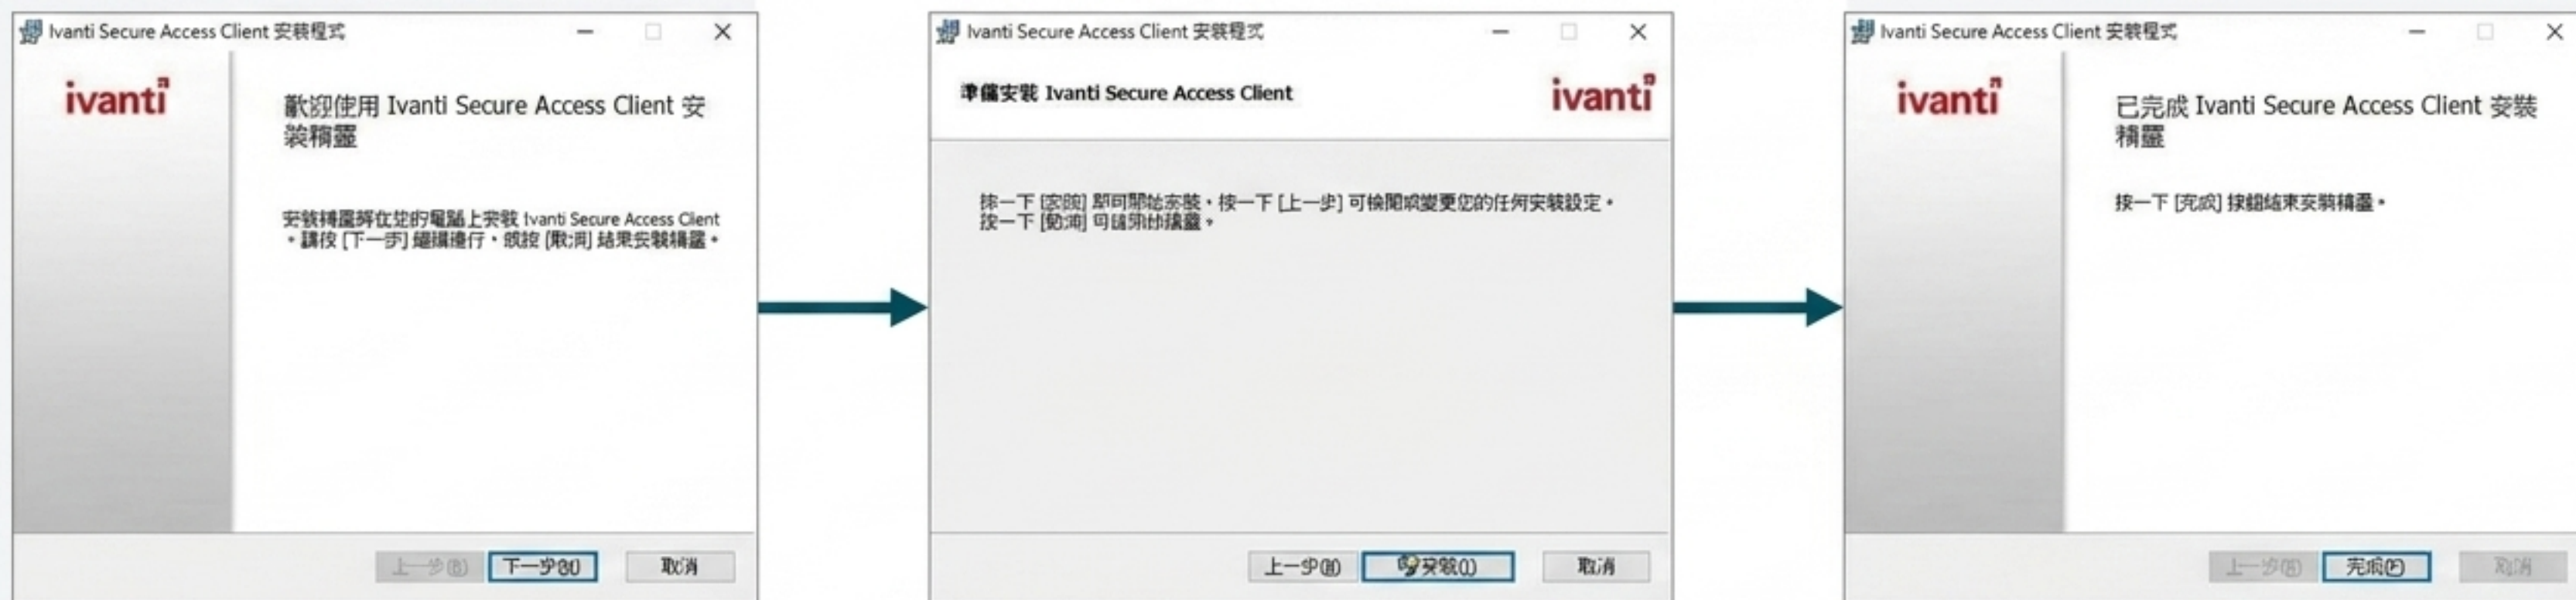 Ivanti Secure Access Client 安裝程式
ivanti
歡迎使用 Ivanti Secure Access Client 安
裝精靈
安裝精靈將在您的電腦上安裝 Ivanti Secure Access Client
。請按 [下一步] 繼續進行，或按 [取消] 結束安裝精靈。
上一步(B) 下一步(N) 取消
Ivanti Secure Access Client 安裝程式
準備安裝 Ivanti Secure Access Client
ivanti
按一下 [安裝] 即可開始安裝。按一下 [上一步] 可檢閱或變更您的任何安裝設定。
按一下 [取消] 可
上一步 安裝(I) 取消
Ivanti Secure Access Client 安裝程式
ivanti
已完成 Ivanti Secure Access Client 安裝
精靈
按一下 [完成] 按鈕結束安裝精靈。
上一步(B) 完成(F) 取消